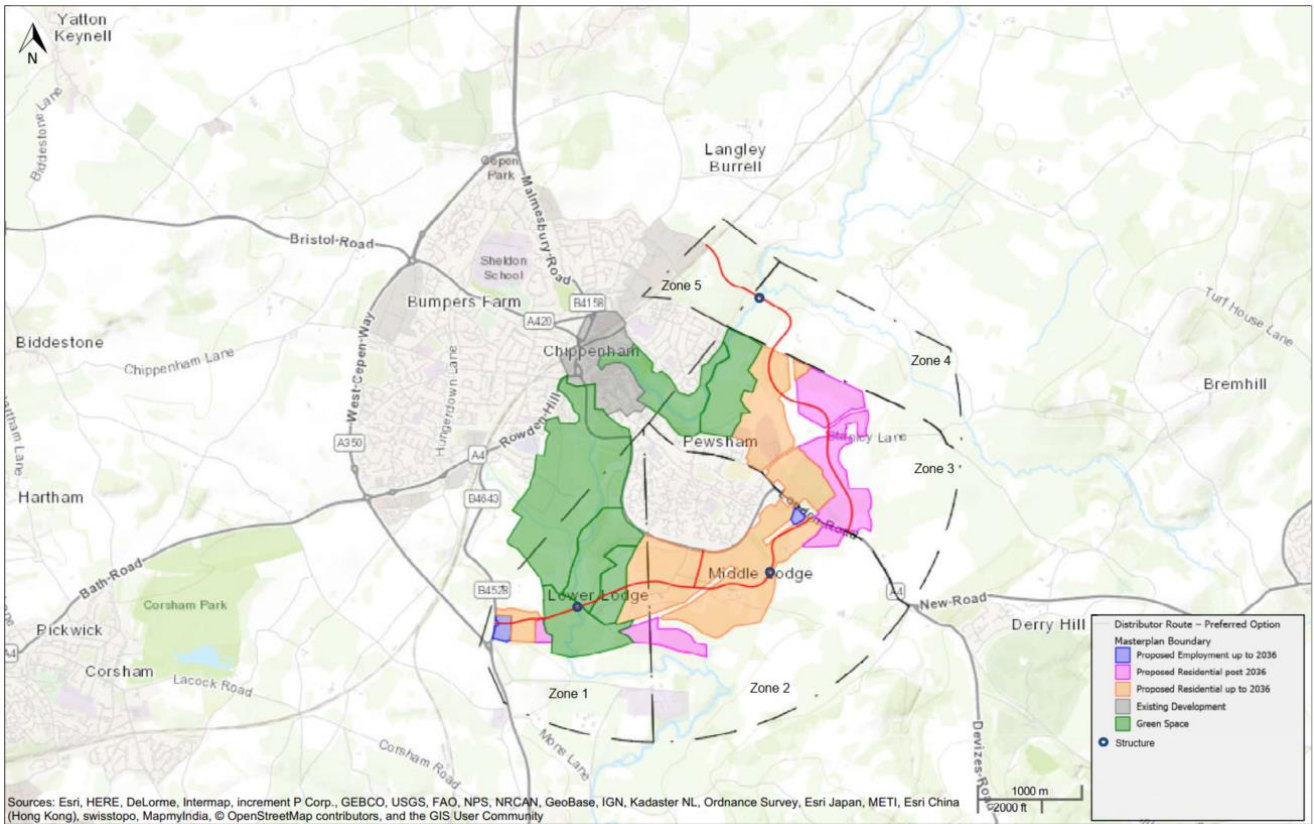 Yatton
Keynell
N
Biddestone Lane
Langley
Burrell
Cepen
Park
Malmesbury Road
Bristol Road
Sheldon
School
Zone 5
Bumpers Farm
B4158
A420
Turf House Lane
Biddestone
Chippenham
Chippenham Lane
Zone 4
West Cepen Way
Hungerdown Lane
Bremhill
Hartham Lane
Rowden Hill
A350
A4
Pewsham
Stanley Lane
Zone 3
Hartham
B4643
London Road
Bath Road
Middle Lodge
B4528
Lower Lodge
A4
New Road
Corsham Park
Derry Hill
Pickwick
A4
Corsham
Lacock Road
Zone 1
Zone 2
Mons Lane
Corsham Road
Devizes Road
Distributor Route – Preferred Option
Masterplan Boundary
Proposed Employment up to 2036
Proposed Residential post 2036
Proposed Residential up to 2036
Existing Development
Green Space
Structure
1000 m
2000 ft
Sources: Esri, HERE, DeLorme, Intermap, increment P Corp., GEBCO, USGS, FAO, NPS, NRCAN, GeoBase, IGN, Kadaster NL, Ordnance Survey, Esri Japan, METI, Esri China
(Hong Kong), swisstopo, MapmyIndia, © OpenStreetMap contributors, and the GIS User Community